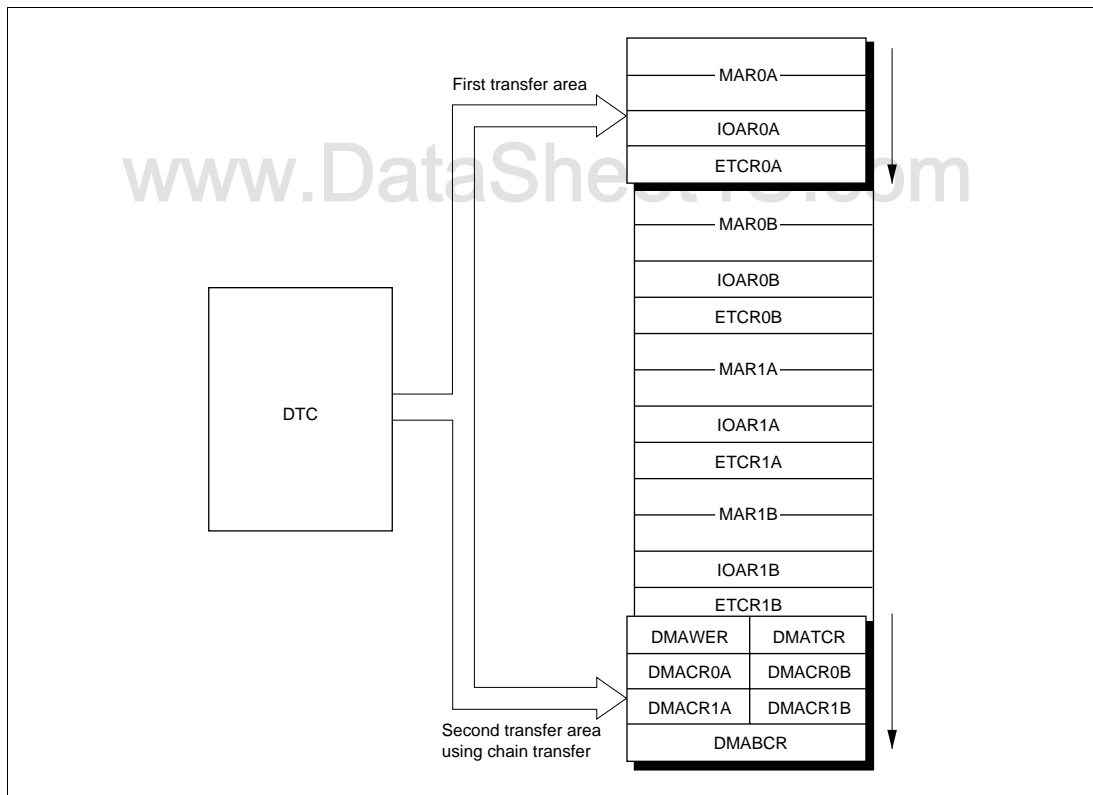 First transfer area
MAR0A
IOAR0A
ETCR0A
www.DataSheet4U.com
MAR0B
IOAR0B
ETCR0B
MAR1A
DTC
IOAR1A
ETCR1A
MAR1B
IOAR1B
ETCR1B
DMAWER DMATCR
DMACR0A DMACR0B
DMACR1A DMACR1B
Second transfer area
using chain transfer
DMABCR